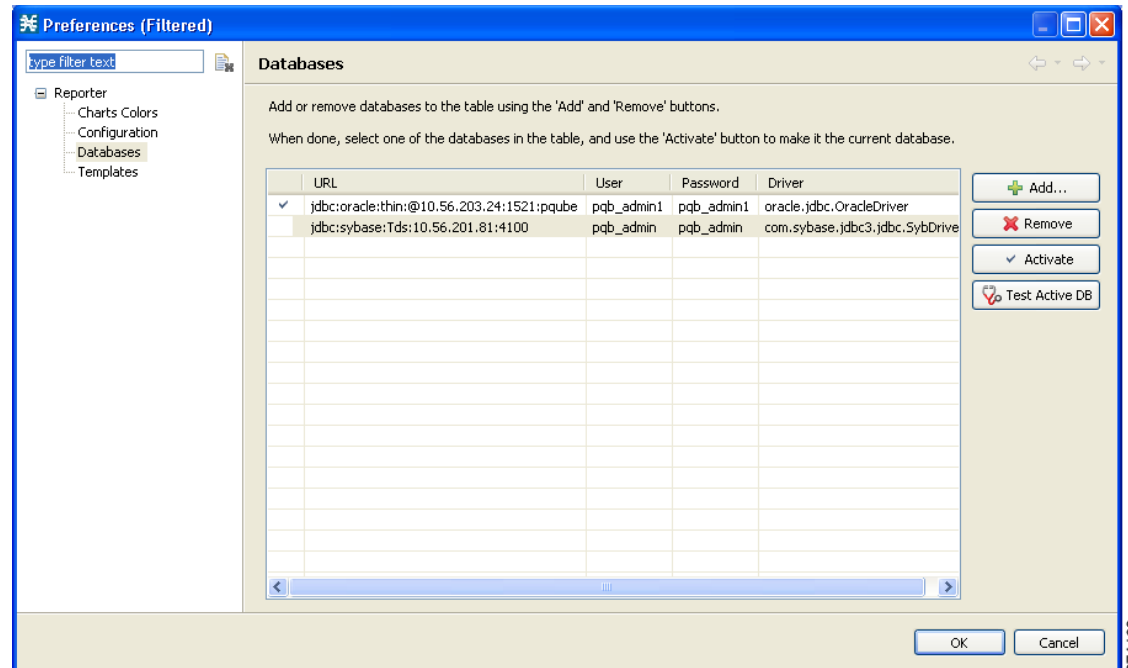 Preferences (Filtered)
type filter text
Databases
Reporter
Charts Colors
Configuration
Databases
Templates
Add or remove databases to the table using the 'Add' and 'Remove' buttons.
When done, select one of the databases in the table, and use the 'Activate' button to make it the current database.
URL User Password Driver
jdbc:oracle:thin:@10.56.203.24:1521:pqube pqb_admin1 pqb_admin1 oracle.jdbc.OracleDriver
jdbc:sybase:Tds:10.56.201.81:4100 pqb_admin pqb_admin com.sybase.jdbc3.jdbc.SybDrive
Add...
Remove
Activate
Test Active DB
OK Cancel